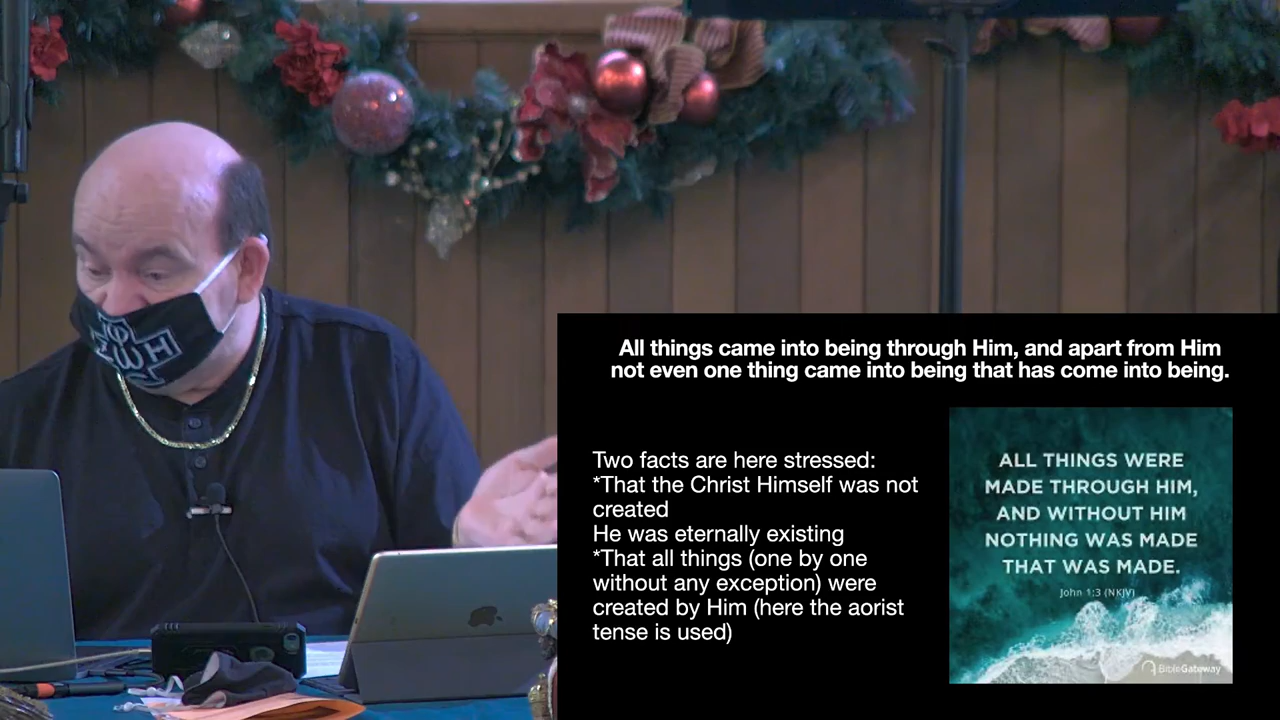 ΦΩΣ
ΖΩΗ
All things came into being through Him, and apart from Him
not even one thing came into being that has come into being.
Two facts are here stressed:
*That the Christ Himself was not
created
He was eternally existing
*That all things (one by one
without any exception) were
created by Him (here the aorist
tense is used)
ALL THINGS WERE
MADE THROUGH HIM,
AND WITHOUT HIM
NOTHING WAS MADE
THAT WAS MADE.
John 1:3 (NKJV)
BibleGateway